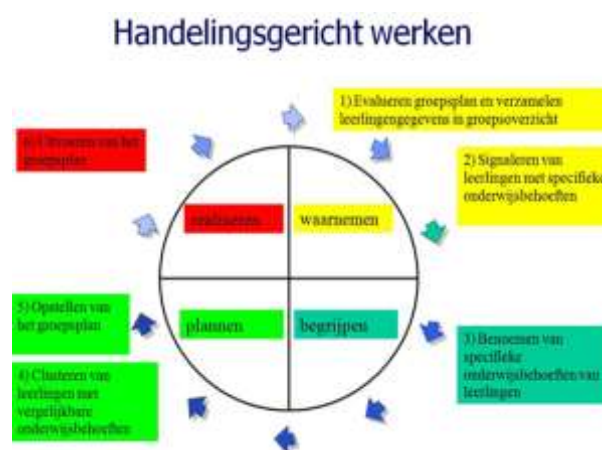 Handelingsgericht werken
1) Evalueren groepsplan en verzamelen
leerlingengegevens in groepsoverzicht
2) Signaleren van
leerlingen met specifieke
onderwijsbehoeften
3) Benoemen van
specifieke
onderwijsbehoeften van
leerlingen
4) Clusteren van
leerlingen met
vergelijkbare
onderwijsbehoeften
5) Opstellen van
het groepsplan
6) Uitvoeren van het
groepsplan
realiseren
waarnemen
plannen
begrijpen